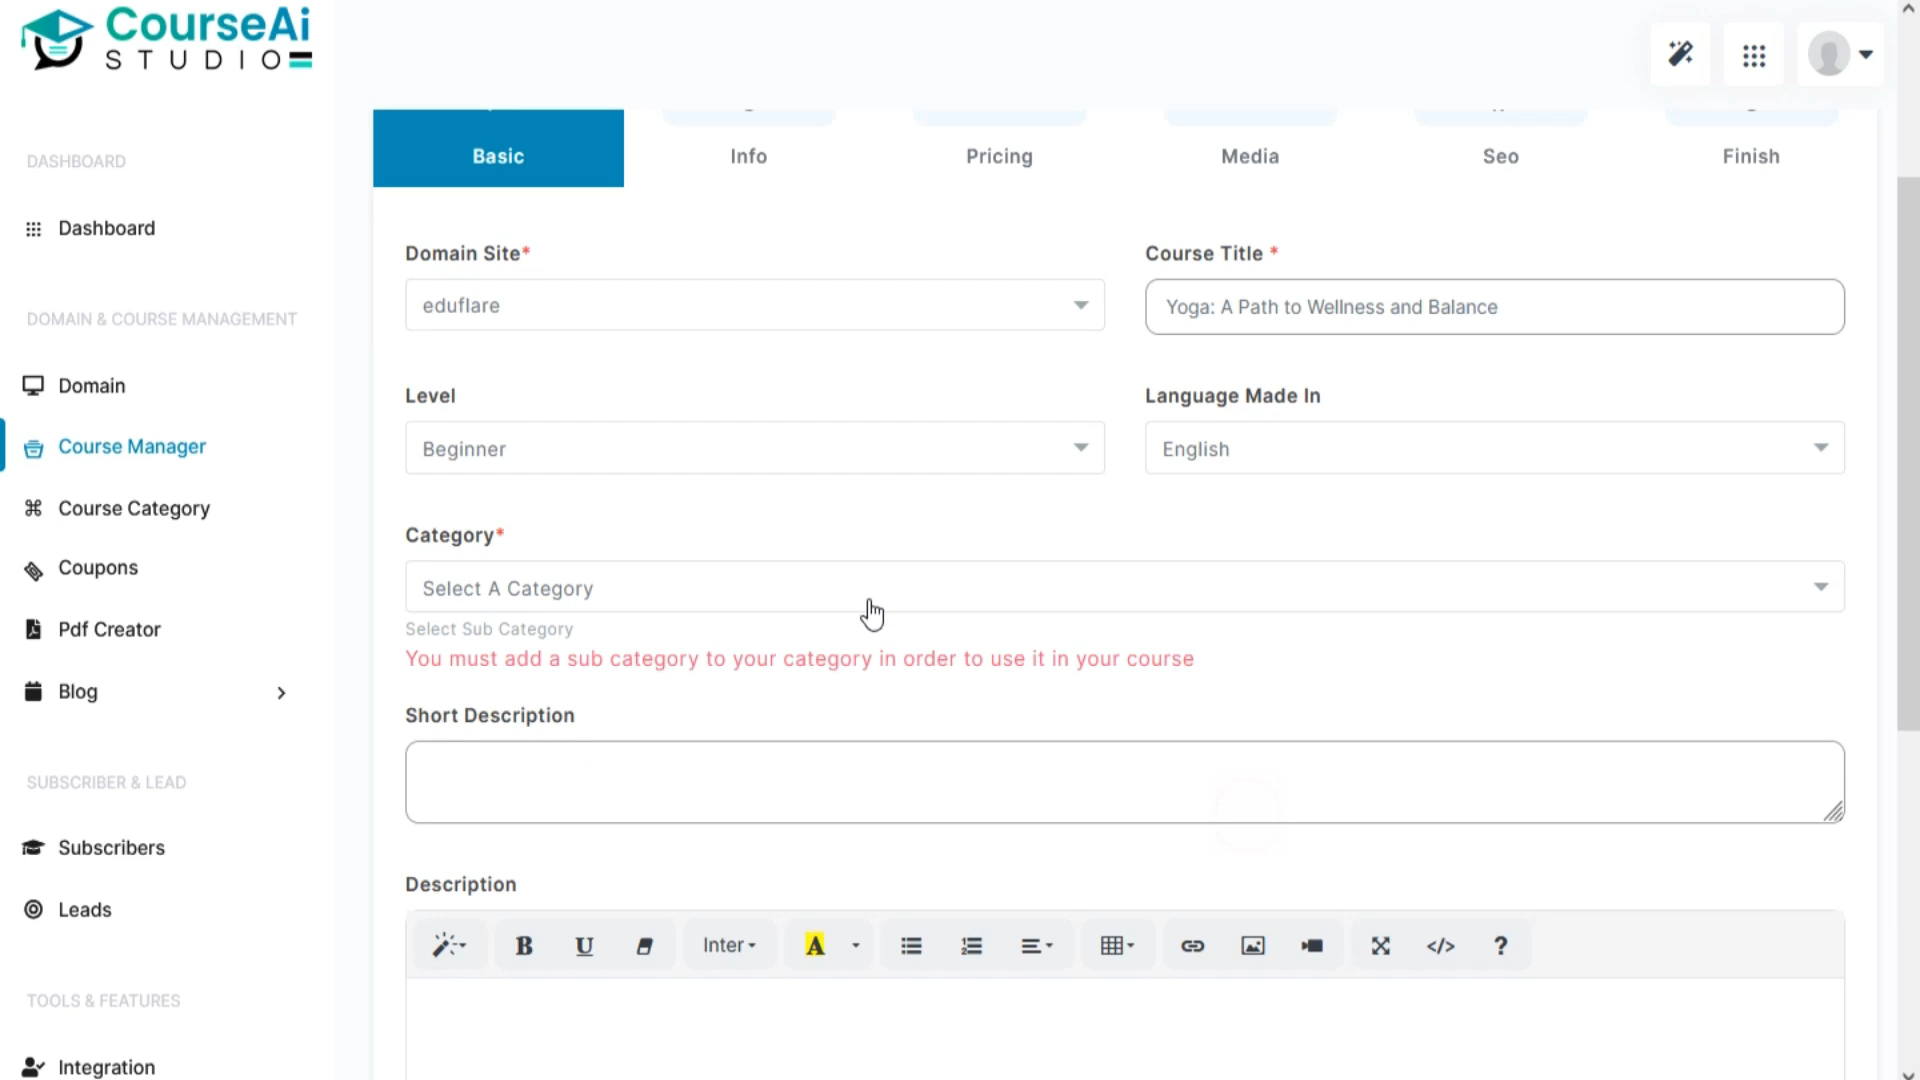 CourseAi
STUDIO
DASHBOARD
Dashboard
DOMAIN & COURSE MANAGEMENT
Domain
Course Manager
Course Category
Coupons
Pdf Creator
Blog
SUBSCRIBER & LEAD
Subscribers
Leads
TOOLS & FEATURES
Integration
Basic
Info
Pricing
Media
Seo
Finish
Domain Site*
eduflare
Course Title *
Yoga: A Path to Wellness and Balance
Level
Beginner
Language Made In
English
Category*
Select A Category
Select Sub Category
You must add a sub category to your category in order to use it in your course
Short Description
Description
B U Inter A </> ?